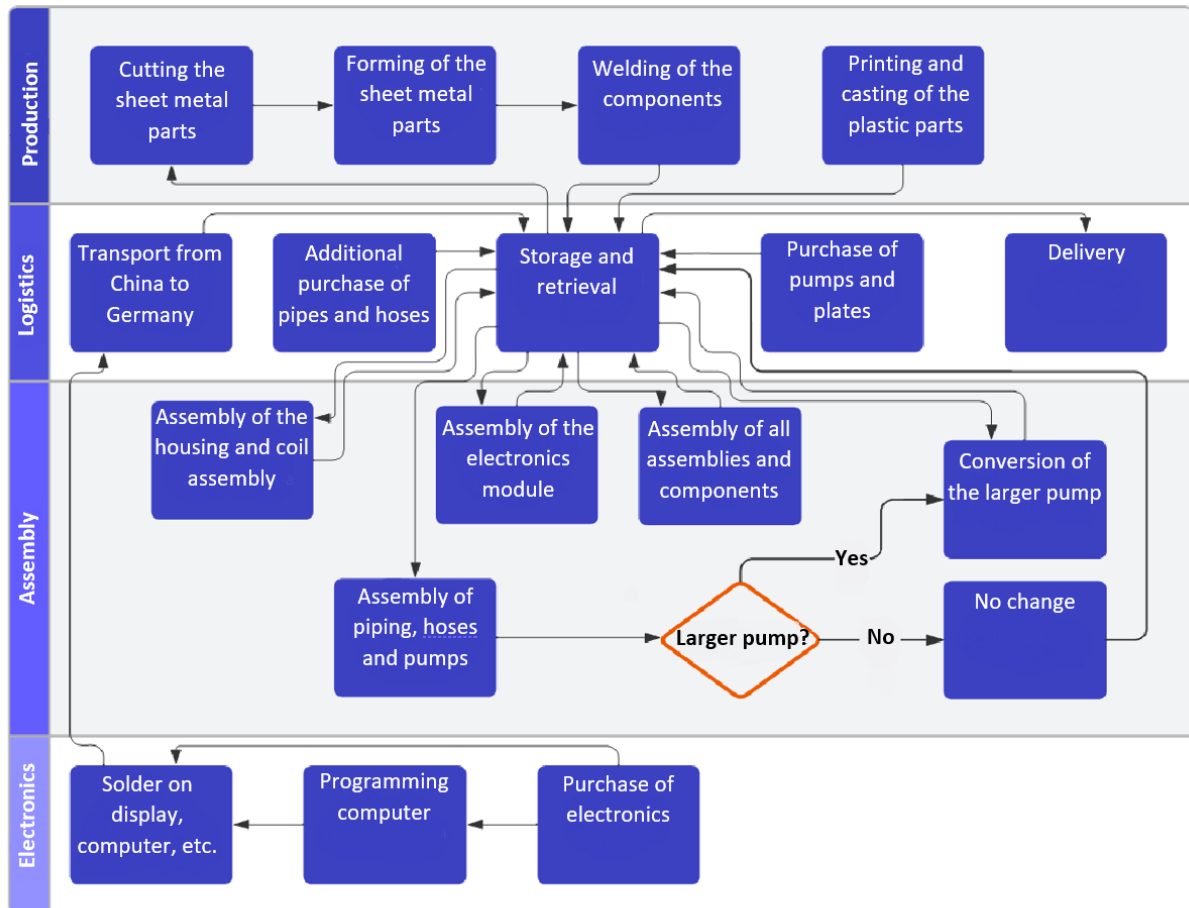 Production
Cutting the
sheet metal
parts
Forming of the
sheet metal
parts
Welding of the
components
Printing and
casting of the
plastic parts
Logistics
Transport from
China to
Germany
Additional
purchase of
pipes and hoses
Storage and
retrieval
Purchase of
pumps and
plates
Delivery
Assembly
Assembly of the
housing and coil
assembly
Assembly of the
electronics
module
Assembly of all
assemblies and
components
Conversion of
the larger pump
Yes
Assembly of
piping, hoses
and pumps
Larger pump?
No
No change
Electronics
Solder on
display,
computer, etc.
Programming
computer
Purchase of
electronics